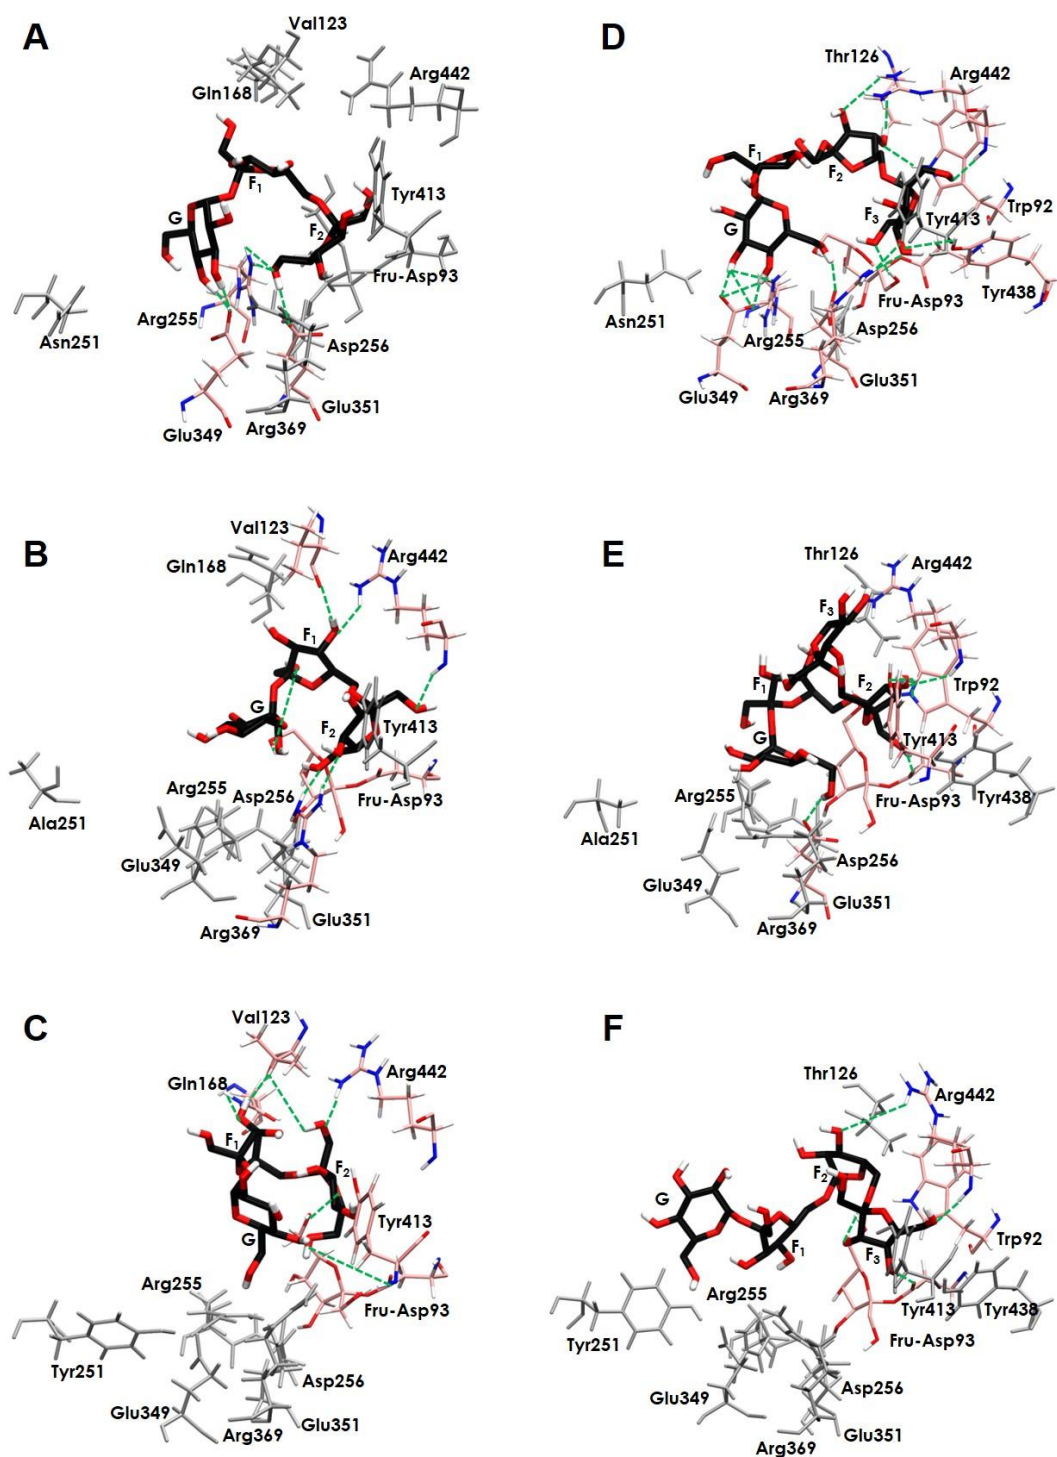 A
Val123
Gln168
Arg442
F1
Tyr413
G
F2
Fru-Asp93
Asn251
Arg255
Asp256
Glu351
Glu349
Arg369
D
Thr126
Arg442
F1
F2
G
F3
Tyr413
Trp92
Fru-Asp93
Tyr438
Asn251
Arg255
Asp256
Glu351
Glu349
Arg369
B
Val123
Gln168
Arg442
F1
G
Tyr413
F2
Arg255
Asp256
Fru-Asp93
Ala251
Glu349
Glu351
Arg369
E
Thr126
Arg442
F3
F1
F2
Trp92
G
Tyr413
Fru-Asp93
Tyr438
Arg255
Ala251
Asp256
Glu349
Glu351
Arg369
C
Val123
Gln168
Arg442
F1
F2
G
Tyr413
Arg255
Fru-Asp93
Tyr251
Asp256
Glu349
Glu351
Arg369
F
Thr126
Arg442
F2
G
F1
F3
Trp92
Arg255
Tyr413
Tyr438
Fru-Asp93
Tyr251
Asp256
Glu349
Glu351
Arg369